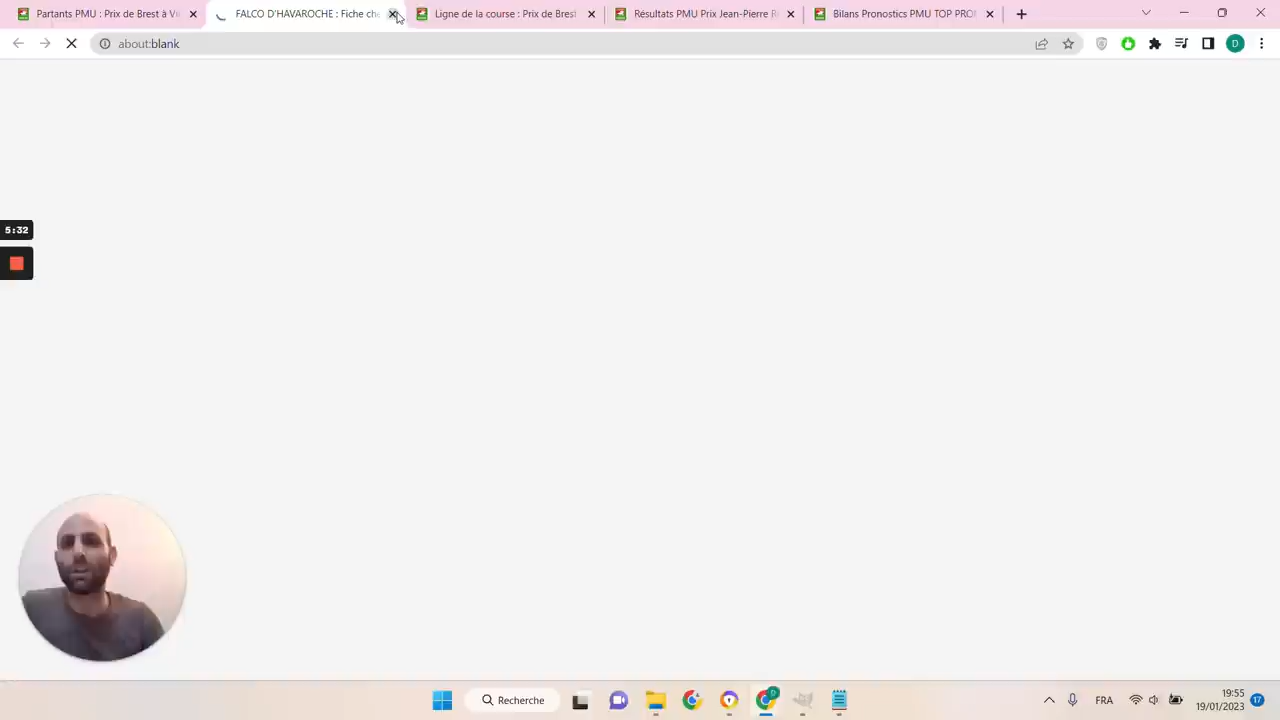 Partants PMU : Prix de Brest à Vi
FALCO D'HAVAROCHE : Fiche che
Ligne de la course : Prix de Brest
Résultats PMU Prix Jean-Pierre R
Bilans Pronostics PMU TOP PRO
about:blank
D
5:32
Recherche
D
FRA
19:55
19/01/2023
17